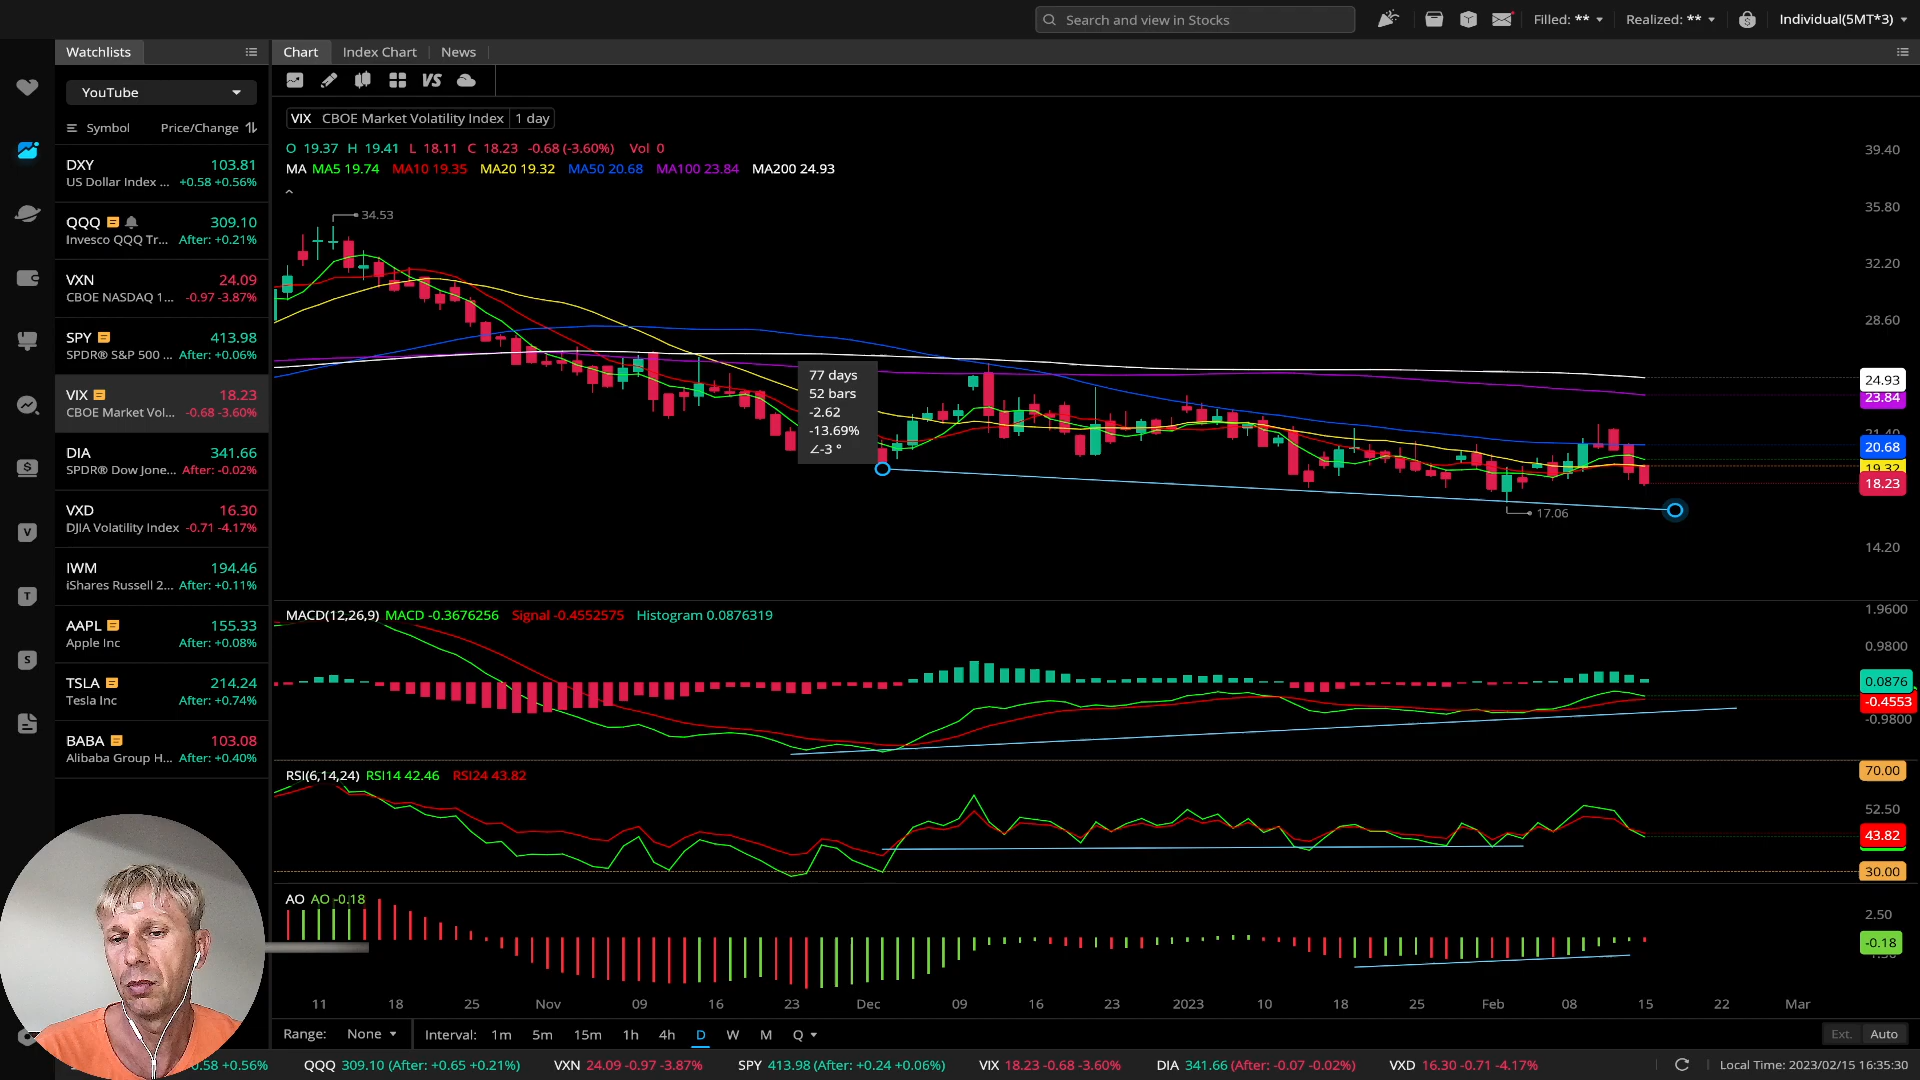 Search and view in Stocks
Filled: **
Realized: **
Individual(5MT*3)
Watchlists
Chart
Index Chart
News
YouTube
VS
Symbol
Price/Change
VIX CBOE Market Volatility Index 1 day
O 19.37 H 19.41 L 18.11 C 18.23 -0.68 (-3.60%) Vol 0
MA MA5 19.74 MA10 19.35 MA20 19.32 MA50 20.68 MA100 23.84 MA200 24.93
DXY 103.81
US Dollar Index ... +0.58 +0.56%
QQQ 309.10
Invesco QQQ Tr... After: +0.21%
VXN 24.09
CBOE NASDAQ 1... -0.97 -3.87%
SPY 413.98
SPDR® S&P 500 ... After: +0.06%
VIX 18.23
CBOE Market Vol... -0.68 -3.60%
DIA 341.66
SPDR® Dow Jone... After: -0.02%
VXD 16.30
DJIA Volatility Index -0.71 -4.17%
IWM 194.46
iShares Russell 2... After: +0.11%
AAPL 155.33
Apple Inc After: +0.08%
TSLA 214.24
Tesla Inc After: +0.74%
BABA 103.08
Alibaba Group H... After: +0.40%
34.53
77 days
52 bars
-2.62
-13.69%
∠-3 °
17.06
39.40
35.80
32.20
28.60
24.93
23.84
21.40
20.68
19.32
18.23
14.20
MACD(12,26,9) MACD -0.3676256 Signal -0.4552575 Histogram 0.0876319
1.9600
0.9800
0.0876
-0.4553
-0.9800
RSI(6,14,24) RSI14 42.46 RSI24 43.82
70.00
52.50
43.82
30.00
AO AO -0.18
2.50
-0.18
11 18 25 Nov 09 16 23 Dec 09 16 23 2023 10 18 25 Feb 08 15 22 Mar
Range: None Interval: 1m 5m 15m 1h 4h D W M Q
Ext. Auto
0.58 +0.56% QQQ 309.10 (After: +0.65 +0.21%) VXN 24.09 -0.97 -3.87% SPY 413.98 (After: +0.24 +0.06%) VIX 18.23 -0.68 -3.60% DIA 341.66 (After: -0.07 -0.02%) VXD 16.30 -0.71 -4.17%
Local Time: 2023/02/15 16:35:30